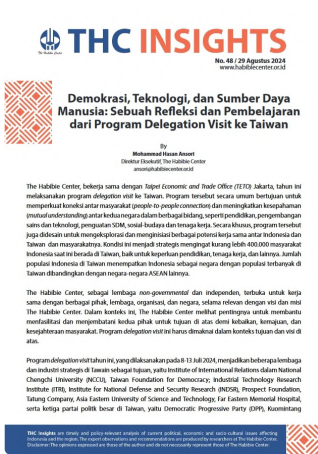 The Habibie Center
THC INSIGHTS
No. 48 / 29 Agustus 2024
www.habibiecenter.or.id
Demokrasi, Teknologi, dan Sumber Daya
Manusia: Sebuah Refleksi dan Pembelajaran
dari Program Delegation Visit ke Taiwan
By
Mohammad Hasan Ansori
Direktur Eksekutif, The Habibie Center
ansori@habibiecenter.or.id
The Habibie Center, bekerja sama dengan Taipei Economic and Trade Office (TETO) Jakarta, tahun ini
melaksanakan program delegation visit ke Taiwan. Program tersebut secara umum bertujuan untuk
memperkuat koneksi antar masyarakat (people-to-people connection) dan meningkatkan kesepahaman
(mutual understanding) antar kedua negara dalam berbagai bidang, seperti pendidikan, pengembangan
sains dan teknologi, penguatan SDM, sosial-budaya dan tenaga kerja. Secara khusus, program tersebut
juga didesain untuk mengeksplorasi dan menginisiasi berbagai potensi kerja sama antar Indonesia dan
Taiwan dan masyarakatnya. Kondisi ini menjadi strategis mengingat kurang lebih 400.000 masyarakat
Indonesia saat ini berada di Taiwan, baik untuk keperluan pendidikan, tenaga kerja, dan lainnya. Jumlah
populasi Indonesia di Taiwan menempatkan Indonesia sebagai negara dengan populasi terbanyak di
Taiwan dibandingkan dengan negara-negara ASEAN lainnya.
The Habibie Center, sebagai lembaga non-governmental dan independen, terbuka untuk kerja
sama dengan berbagai pihak, lembaga, organisasi, dan negara, selama relevan dengan visi dan misi
The Habibie Center. Dalam konteks ini, The Habibie Center melihat pentingnya untuk membantu
memfasilitasi dan menjembatani kedua pihak untuk tujuan di atas demi kebaikan, kemajuan, dan
kesejahteraan masyarakat. Program delegation visit ini harus dimaknai dalam konteks tujuan dan visi di
atas.
Program delegation visit tahun ini, yang dilaksanakan pada 8-13 Juli 2024, menjadikan beberapa lembaga
dan industri strategis di Taiwan sebagai tujuan, yaitu Institute of International Relations dalam National
Chengchi University (NCCU), Taiwan Foundation for Democracy; Industrial Technology Research
Institute (ITRI), Institute for National Defense and Security Research (INDSR), Prospect Foundation,
Tatung Company, Asia Eastern University of Science and Technology, Far Eastern Memorial Hospital,
serta ketiga partai politik besar di Taiwan, yaitu Democratic Progressive Party (DPP), Kuomintang
THC Insights are timely and policy-relevant analysis of current political, economic and socio-cultural issues affecting
Indonesia and the region. The expert observations and recommendations are produced by researchers at The Habibie Center.
Disclaimer: The opinions expressed are those of the author and do not necessarily represent those of The Habibie Center.